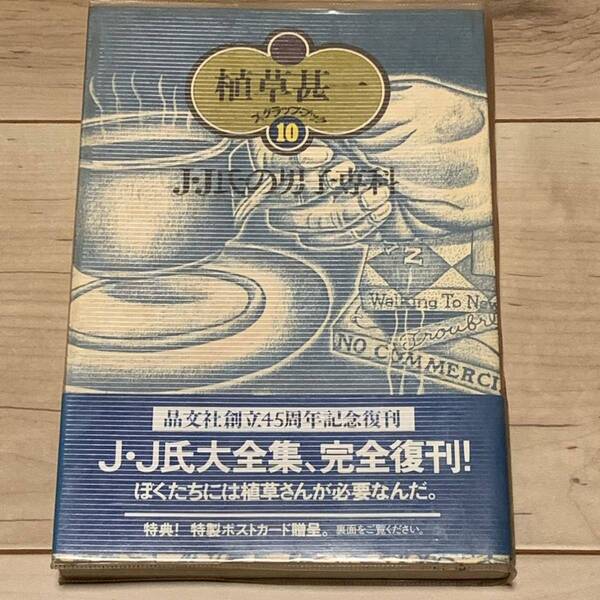 植草甚一
スクラップ・ブック
10
J・J氏の男子専科
N
Walking To New
Troubre
NO COMMERCI
晶文社創立45周年記念復刊
J・J氏大全集、完全復刊!
ぼくたちには植草さんが必要なんだ。
特典! 特製ポストカード贈呈。裏面をご覧ください。